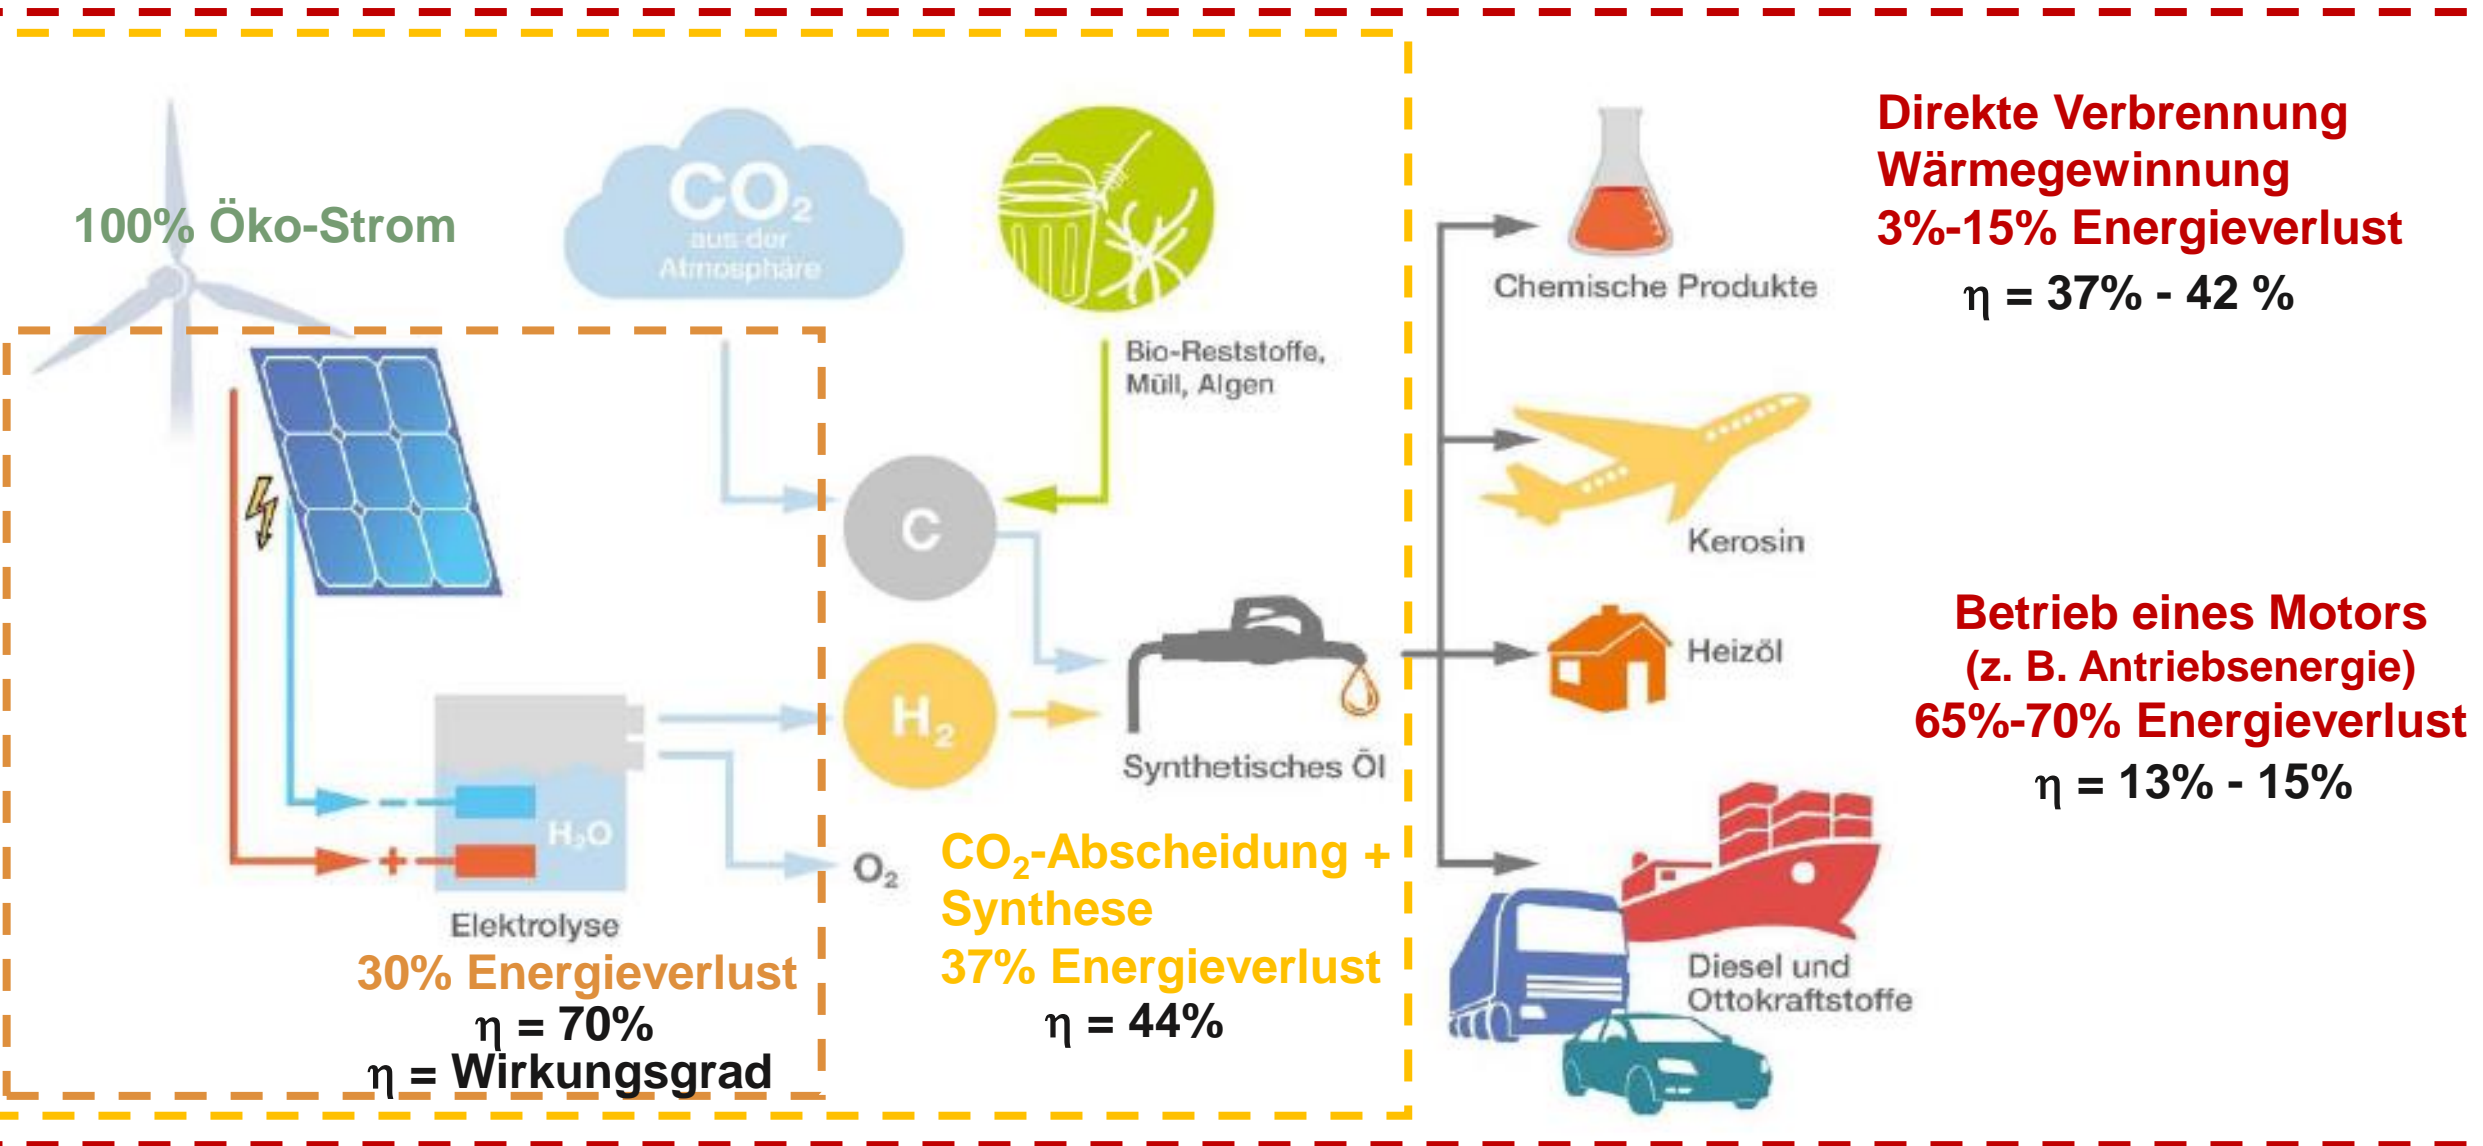 100% Öko-Strom
CO₂
aus der
Atmosphäre
Bio-Reststoffe,
Müll, Algen
C
H₂
H₂O
- 
+
Elektrolyse
30% Energieverlust
η = 70%
η = Wirkungsgrad
O₂
Synthetisches Öl
CO₂-Abscheidung +
Synthese
37% Energieverlust
η = 44%
Chemische Produkte
Kerosin
Heizöl
Diesel und
Ottokraftstoffe
Direkte Verbrennung
Wärmegewinnung
3%-15% Energieverlust
η = 37% - 42 %
Betrieb eines Motors
(z. B. Antriebsenergie)
65%-70% Energieverlust
η = 13% - 15%